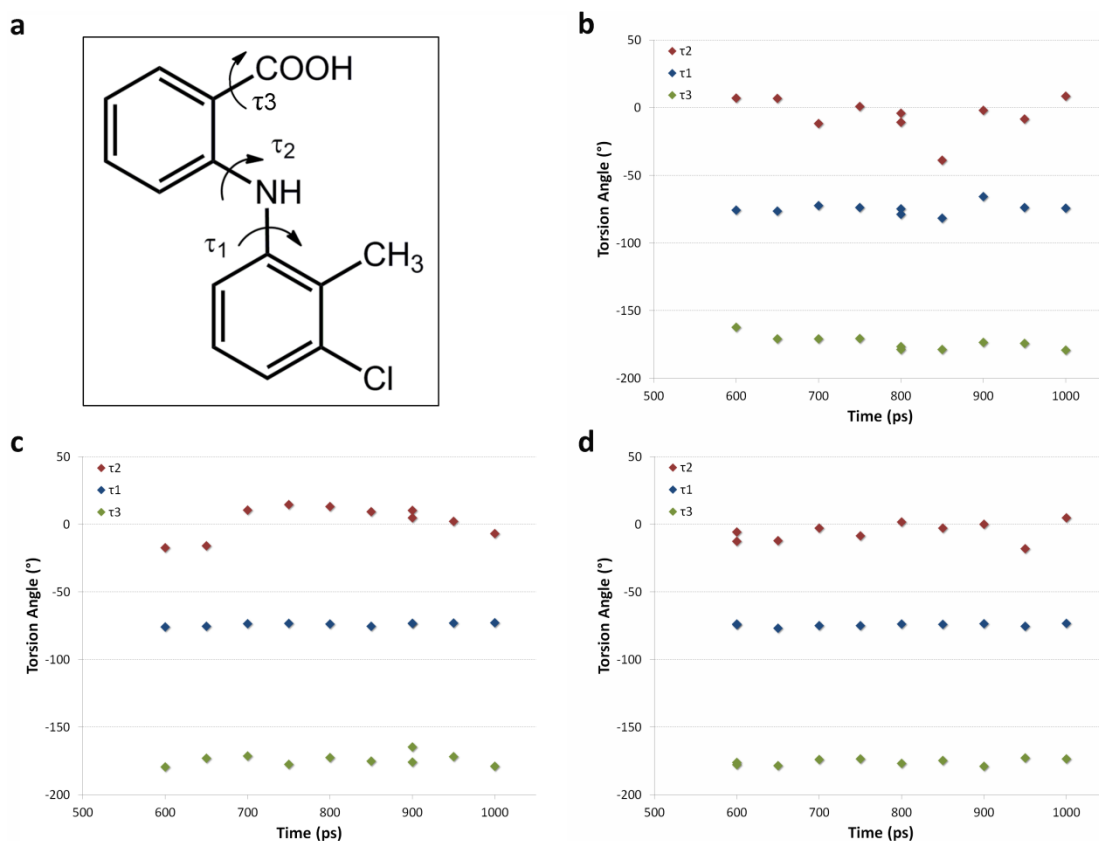 a
COOH
τ3
τ2
NH
τ1
CH3
Cl
b
50
0
-50
-100
-150
-200
Torsion Angle (°)
τ2
τ1
τ3
500 600 700 800 900 1000
Time (ps)
c
50
0
-50
-100
-150
-200
Torsion Angle (°)
τ2
τ1
τ3
500 600 700 800 900 1000
Time (ps)
d
50
0
-50
-100
-150
-200
Torsion Angle (°)
τ2
τ1
τ3
500 600 700 800 900 1000
Time (ps)